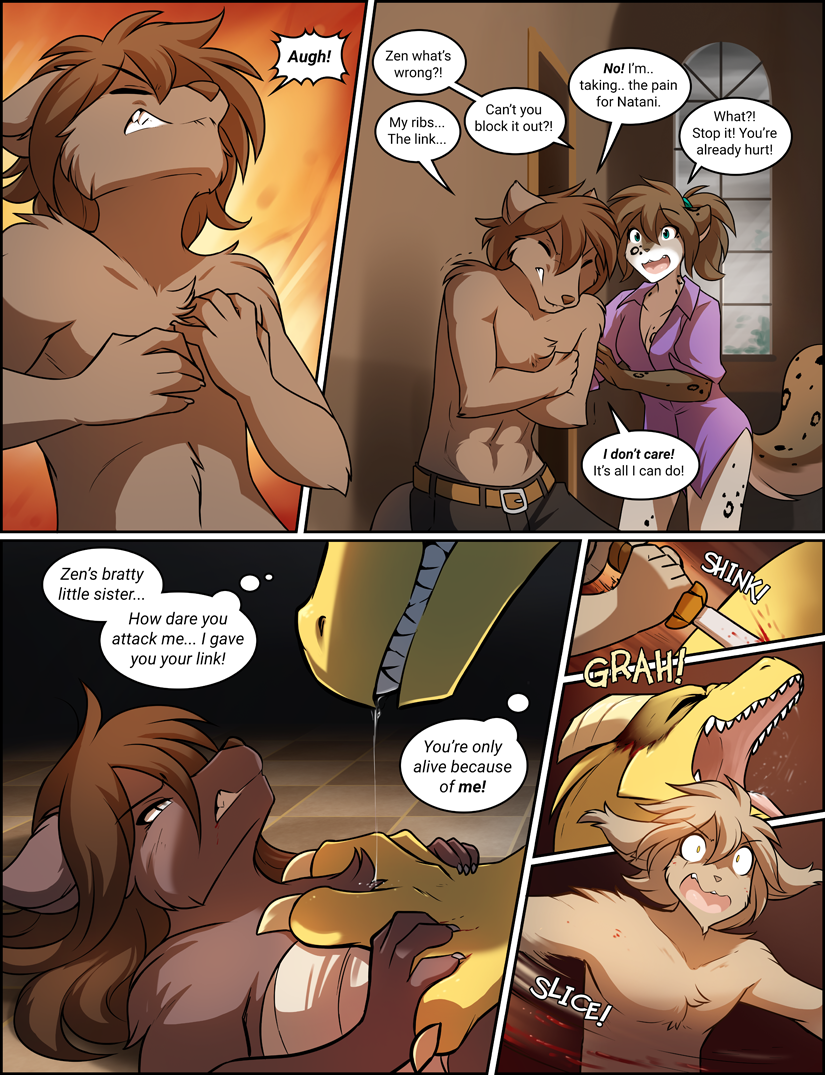 Augh!
Zen what's
wrong?!
My ribs...
The link...
Can't you
block it out?!
No! I'm..
taking.. the pain
for Natani.
What?!
Stop it! You're
already hurt!
I don't care!
It's all I can do!
Zen's bratty
little sister...
How dare you
attack me... I gave
you your link!
You're only
alive because
of me!
SHINK!
GRAH!
SLICE!